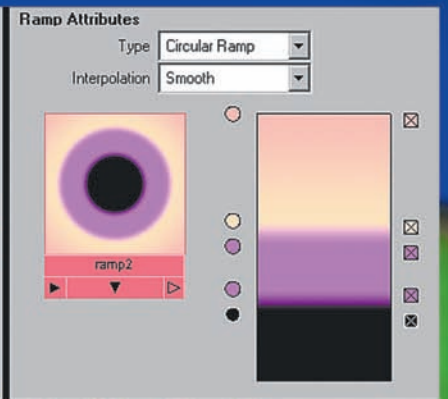 Ramp Attributes
Type Circular Ramp
Interpolation Smooth
ramp2